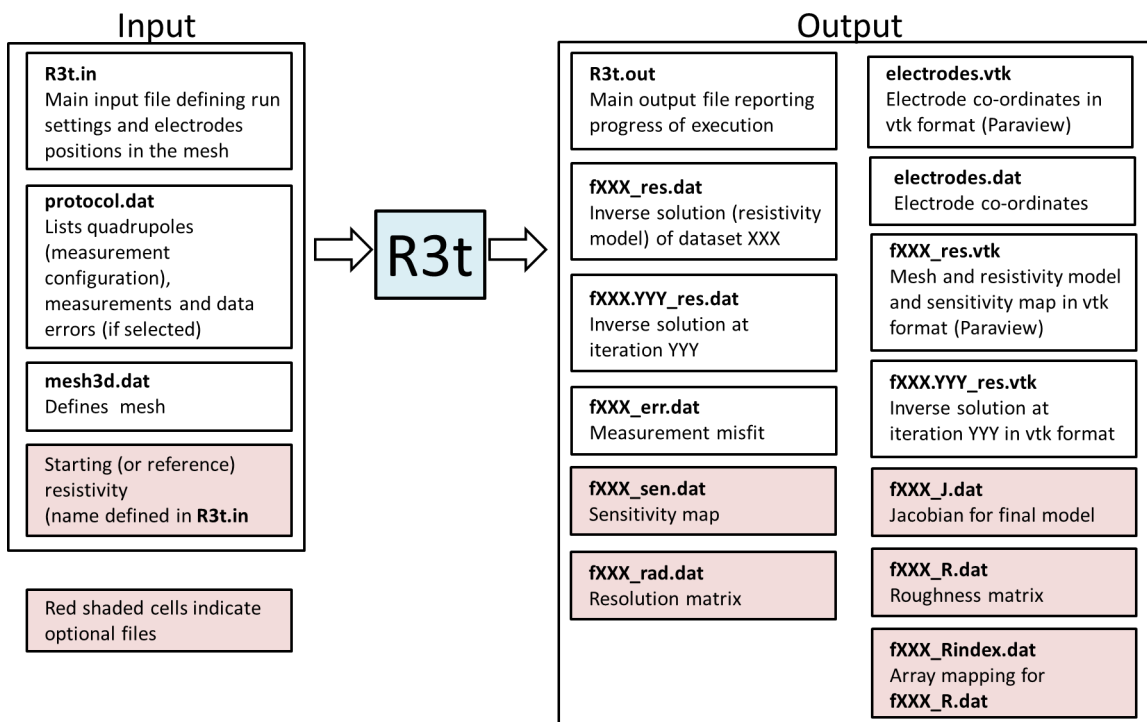 Input
R3t.in
Main input file defining run
settings and electrodes
positions in the mesh
protocol.dat
Lists quadrupoles
(measurement
configuration),
measurements and data
errors (if selected)
mesh3d.dat
Defines mesh
Starting (or reference)
resistivity
(name defined in R3t.in
Red shaded cells indicate
optional files
R3t
Output
R3t.out
Main output file reporting
progress of execution
fXXX_res.dat
Inverse solution (resistivity
model) of dataset XXX
fXXX.YYY_res.dat
Inverse solution at
iteration YYY
fXXX_err.dat
Measurement misfit
fXXX_sen.dat
Sensitivity map
fXXX_rad.dat
Resolution matrix
electrodes.vtk
Electrode co-ordinates in
vtk format (Paraview)
electrodes.dat
Electrode co-ordinates
fXXX_res.vtk
Mesh and resistivity model
and sensitivity map in vtk
format (Paraview)
fXXX.YYY_res.vtk
Inverse solution at
iteration YYY in vtk format
fXXX_J.dat
Jacobian for final model
fXXX_R.dat
Roughness matrix
fXXX_Rindex.dat
Array mapping for
fXXX_R.dat